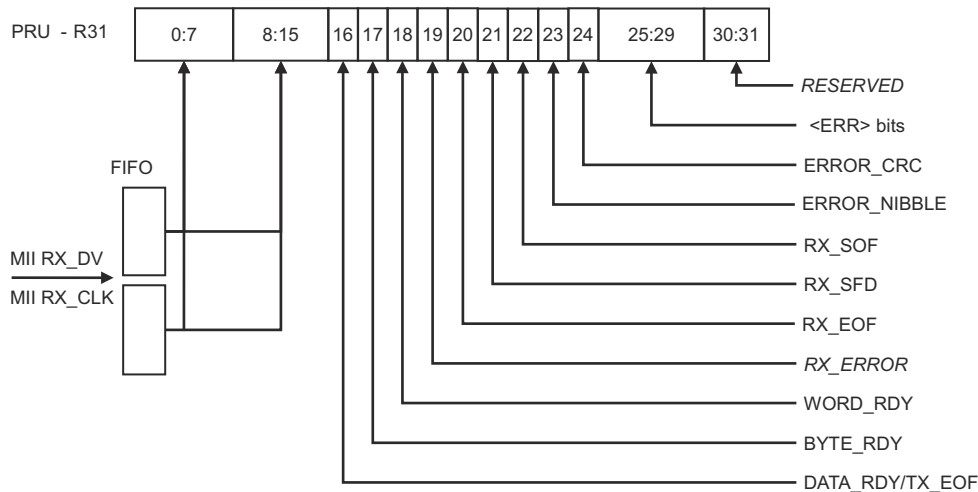 PRU - R31 0:7 8:15 16 17 18 19 20 21 22 23 24 25:29 30:31
RESERVED
<ERR> bits
FIFO
ERROR_CRC
ERROR_NIBBLE
RX_SOF
MII RX_DV
RX_SFD
MII RX_CLK
RX_EOF
RX_ERROR
WORD_RDY
BYTE_RDY
DATA_RDY/TX_EOF